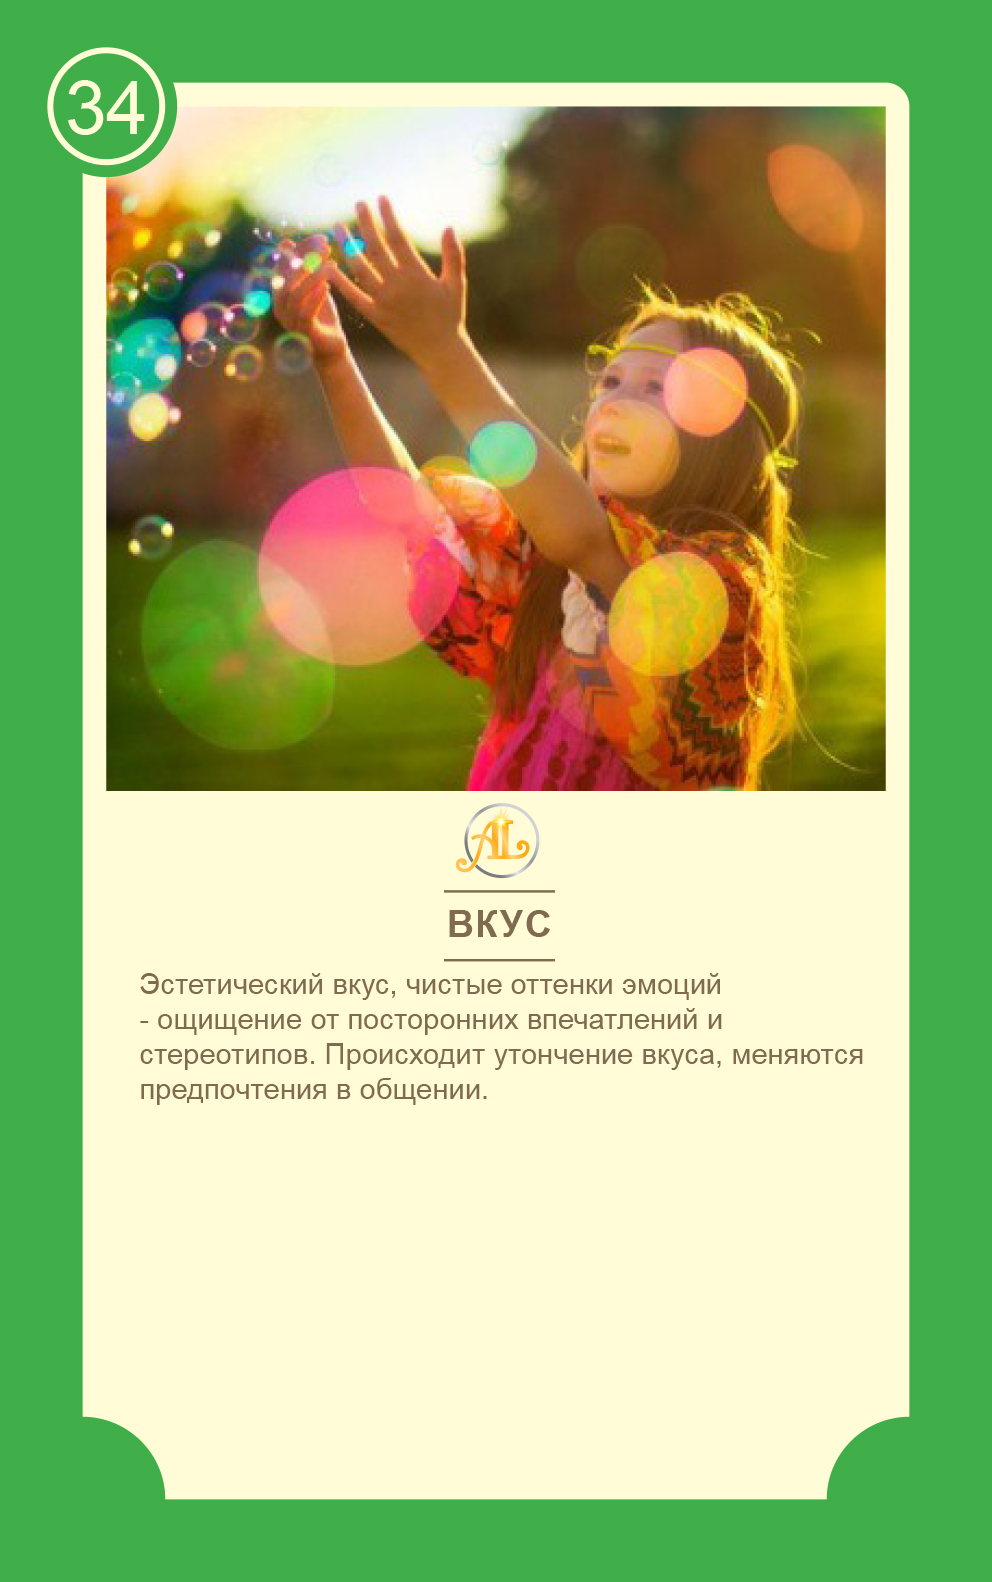 34
AL
ВКУС
Эстетический вкус, чистые оттенки эмоций
- ощищение от посторонних впечатлений и
стереотипов. Происходит утончение вкуса, меняются
предпочтения в общении.